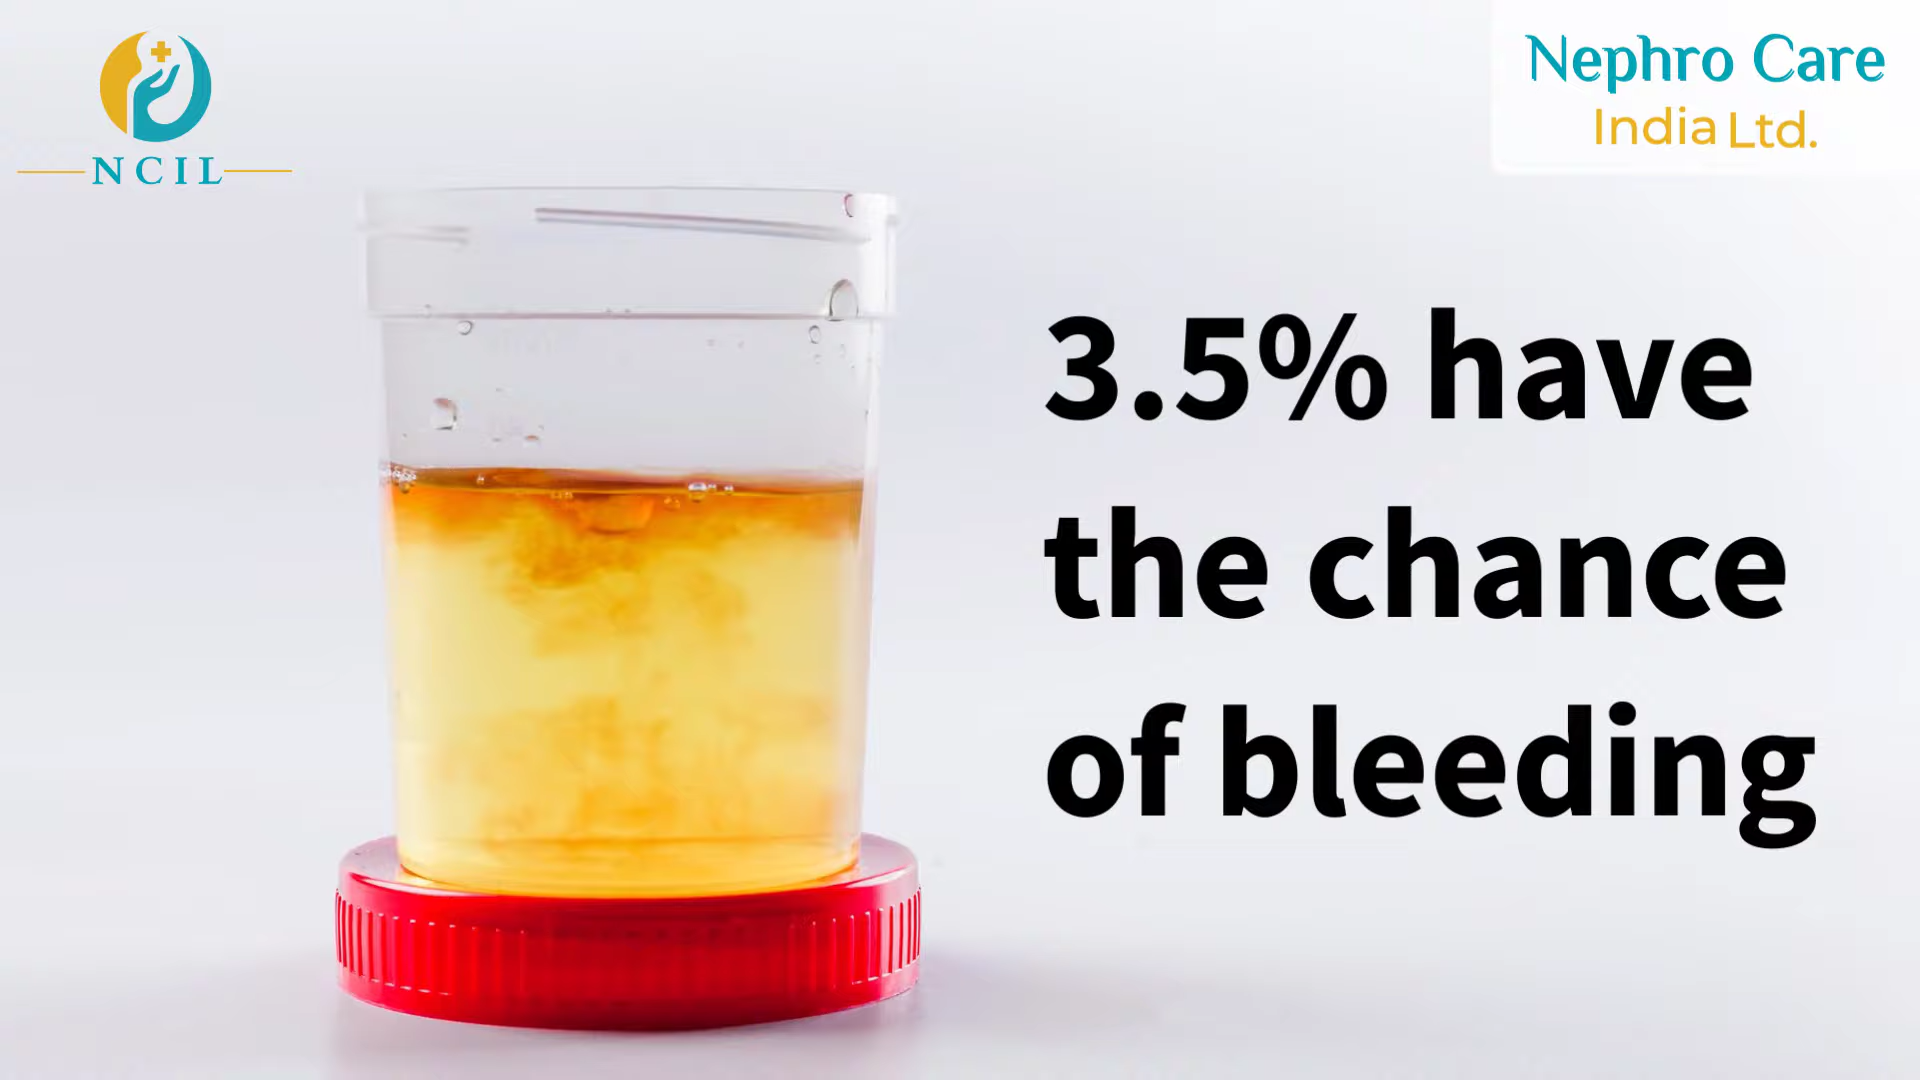 NCIL
Nephro Care
India Ltd.
3.5% have
the chance
of bleeding